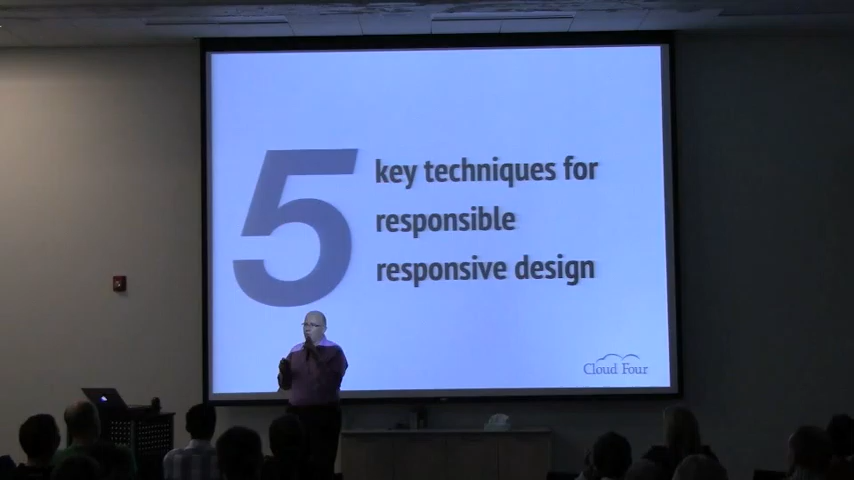 5
key techniques for
responsible
responsive design
Cloud Four